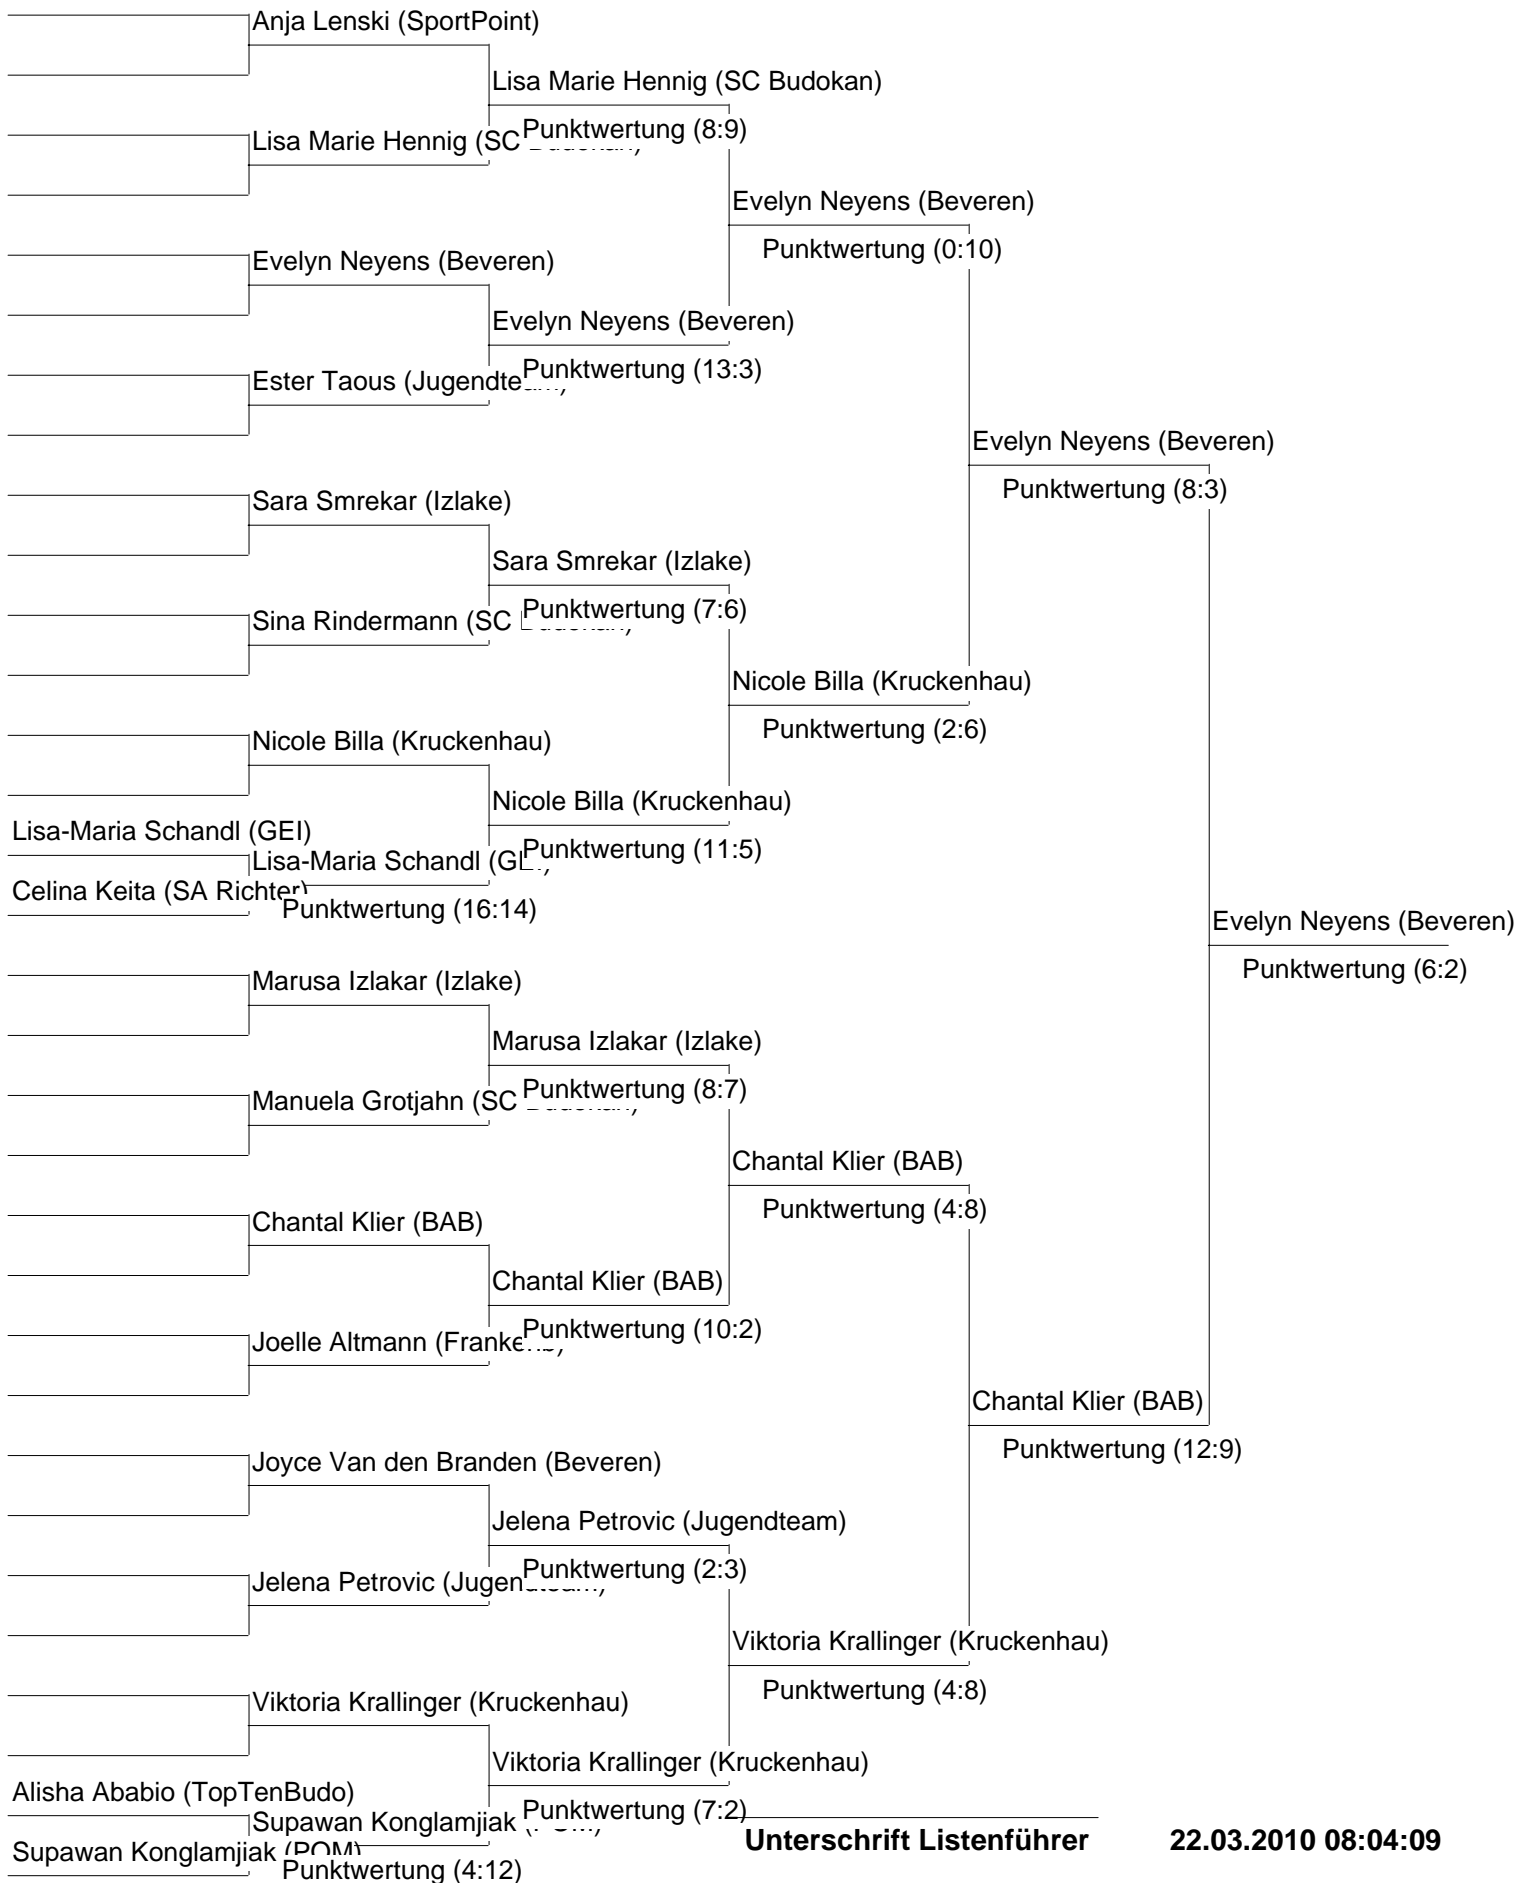 Anja Lenski (SportPoint)
Lisa Marie Hennig (SC Budokan)
Punktwertung (8:9)
Lisa Marie Hennig (SC
Evelyn Neyens (Beveren)
Punktwertung (0:10)
Evelyn Neyens (Beveren)
Evelyn Neyens (Beveren)
Punktwertung (13:3)
Ester Taous (Jugendteam)
Evelyn Neyens (Beveren)
Punktwertung (8:3)
Sara Smrekar (Izlake)
Sara Smrekar (Izlake)
Punktwertung (7:6)
Sina Rindermann (SC
Nicole Billa (Kruckenhau)
Punktwertung (2:6)
Nicole Billa (Kruckenhau)
Nicole Billa (Kruckenhau)
Lisa-Maria Schandl (GEI)
Punktwertung (11:5)
Lisa-Maria Schandl (GEI)
Celina Keita (SA Richter)
Punktwertung (16:14)
Evelyn Neyens (Beveren)
Punktwertung (6:2)
Marusa Izlakar (Izlake)
Marusa Izlakar (Izlake)
Punktwertung (8:7)
Manuela Grotjahn (SC
Chantal Klier (BAB)
Punktwertung (4:8)
Chantal Klier (BAB)
Chantal Klier (BAB)
Punktwertung (10:2)
Joelle Altmann
Chantal Klier (BAB)
Punktwertung (12:9)
Joyce Van den Branden (Beveren)
Jelena Petrovic (Jugendteam)
Punktwertung (2:3)
Jelena Petrovic (Jugendteam)
Viktoria Krallinger (Kruckenhau)
Punktwertung (4:8)
Viktoria Krallinger (Kruckenhau)
Viktoria Krallinger (Kruckenhau)
Alisha Ababio (TopTenBudo)
Punktwertung (7:2)
Supawan Konglamjiak
Supawan Konglamjiak (POM)
Punktwertung (4:12)
Unterschrift Listenführer 22.03.2010 08:04:09